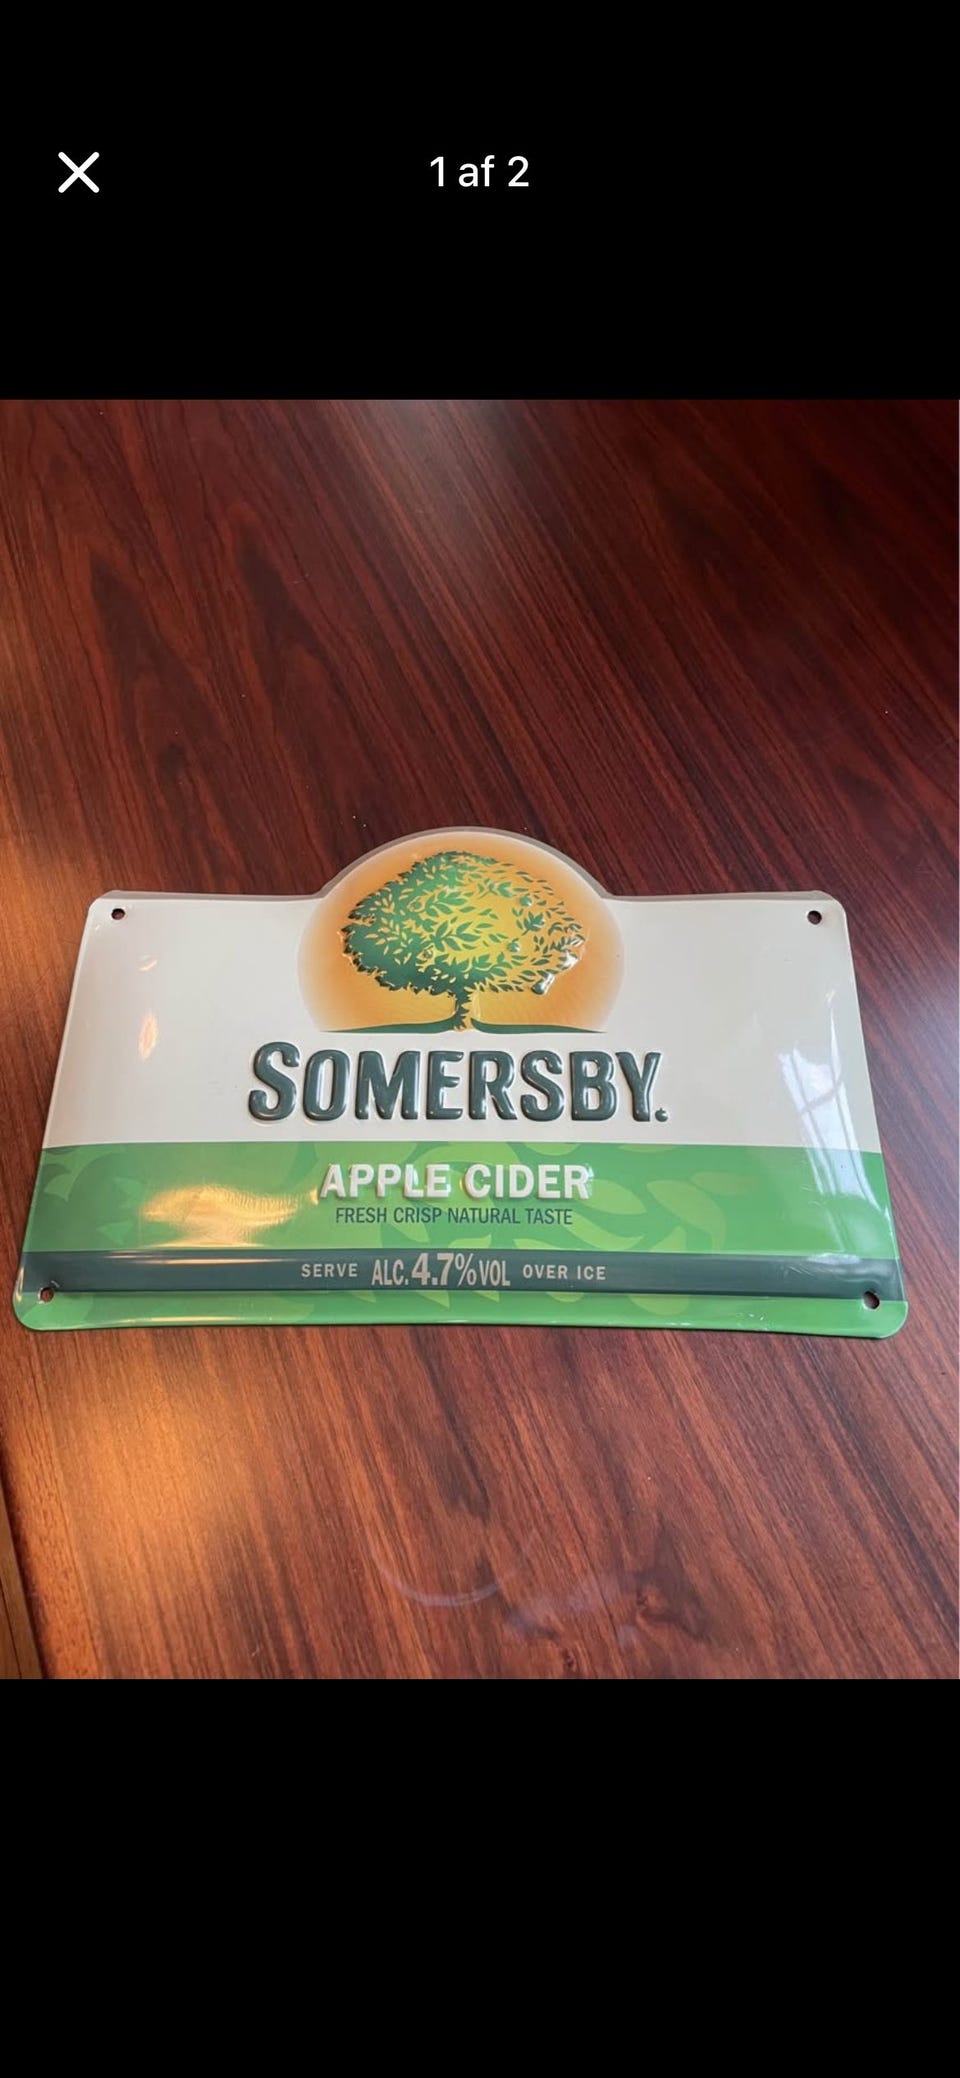 1 af 2
SOMERSBY.
APPLE CIDER
FRESH CRISP NATURAL TASTE
SERVE ALC. 4.7% VOL OVER ICE